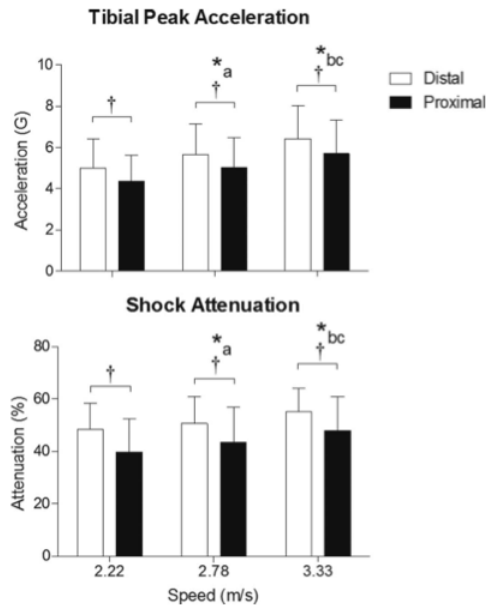 Tibial Peak Acceleration
Acceleration (G)
10
8
6
4
2
0
†
*a
†
*bc
†
Distal
Proximal
Shock Attenuation
Attenuation (%)
80
60
40
20
0
†
*a
†
*bc
†
2.22 2.78 3.33
Speed (m/s)